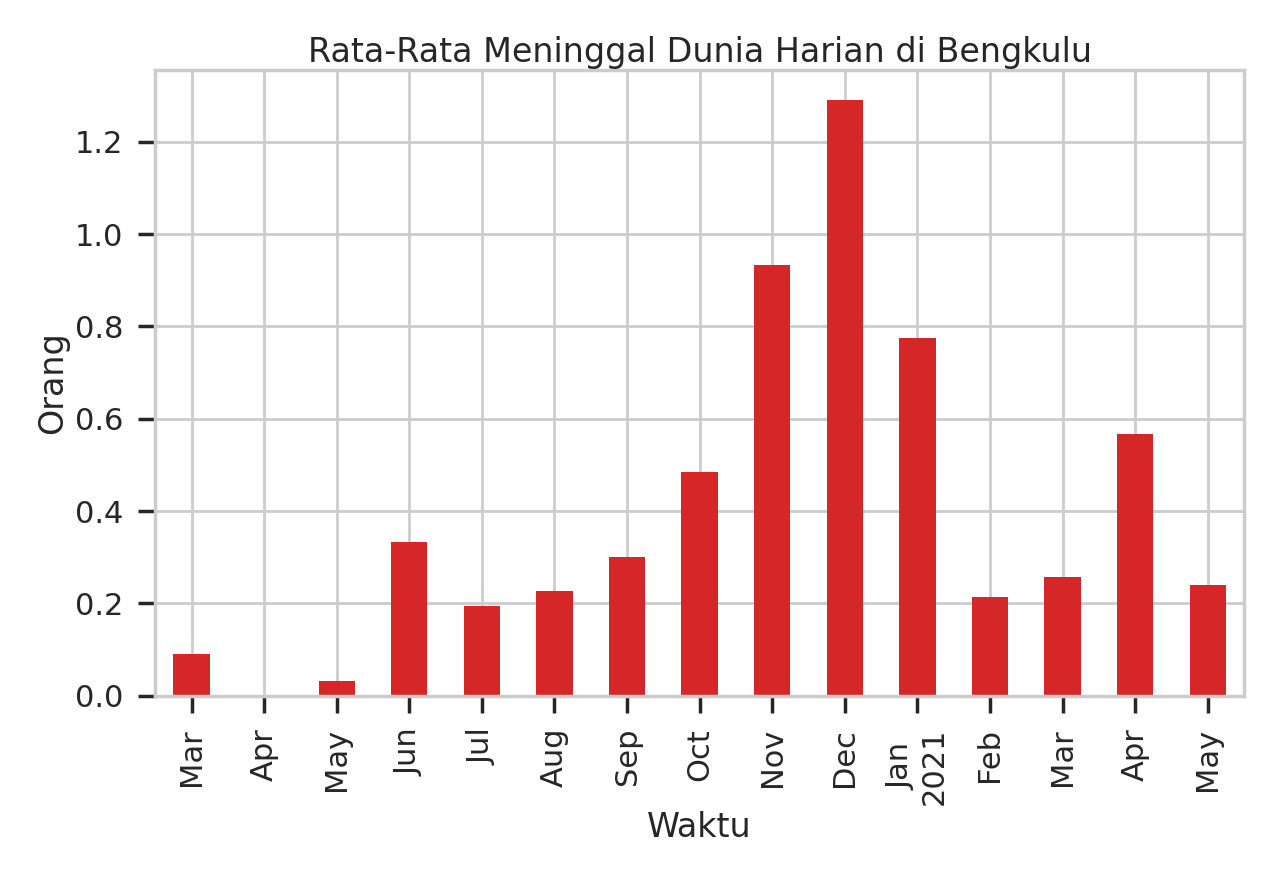 Rata-Rata Meninggal Dunia Harian di Bengkulu
Orang
1.2
1.0
0.8
0.6
0.4
0.2
0.0
Mar
Apr
May
Jun
Jul
Aug
Sep
Oct
Nov
Dec
Jan
2021
Feb
Mar
Apr
May
Waktu